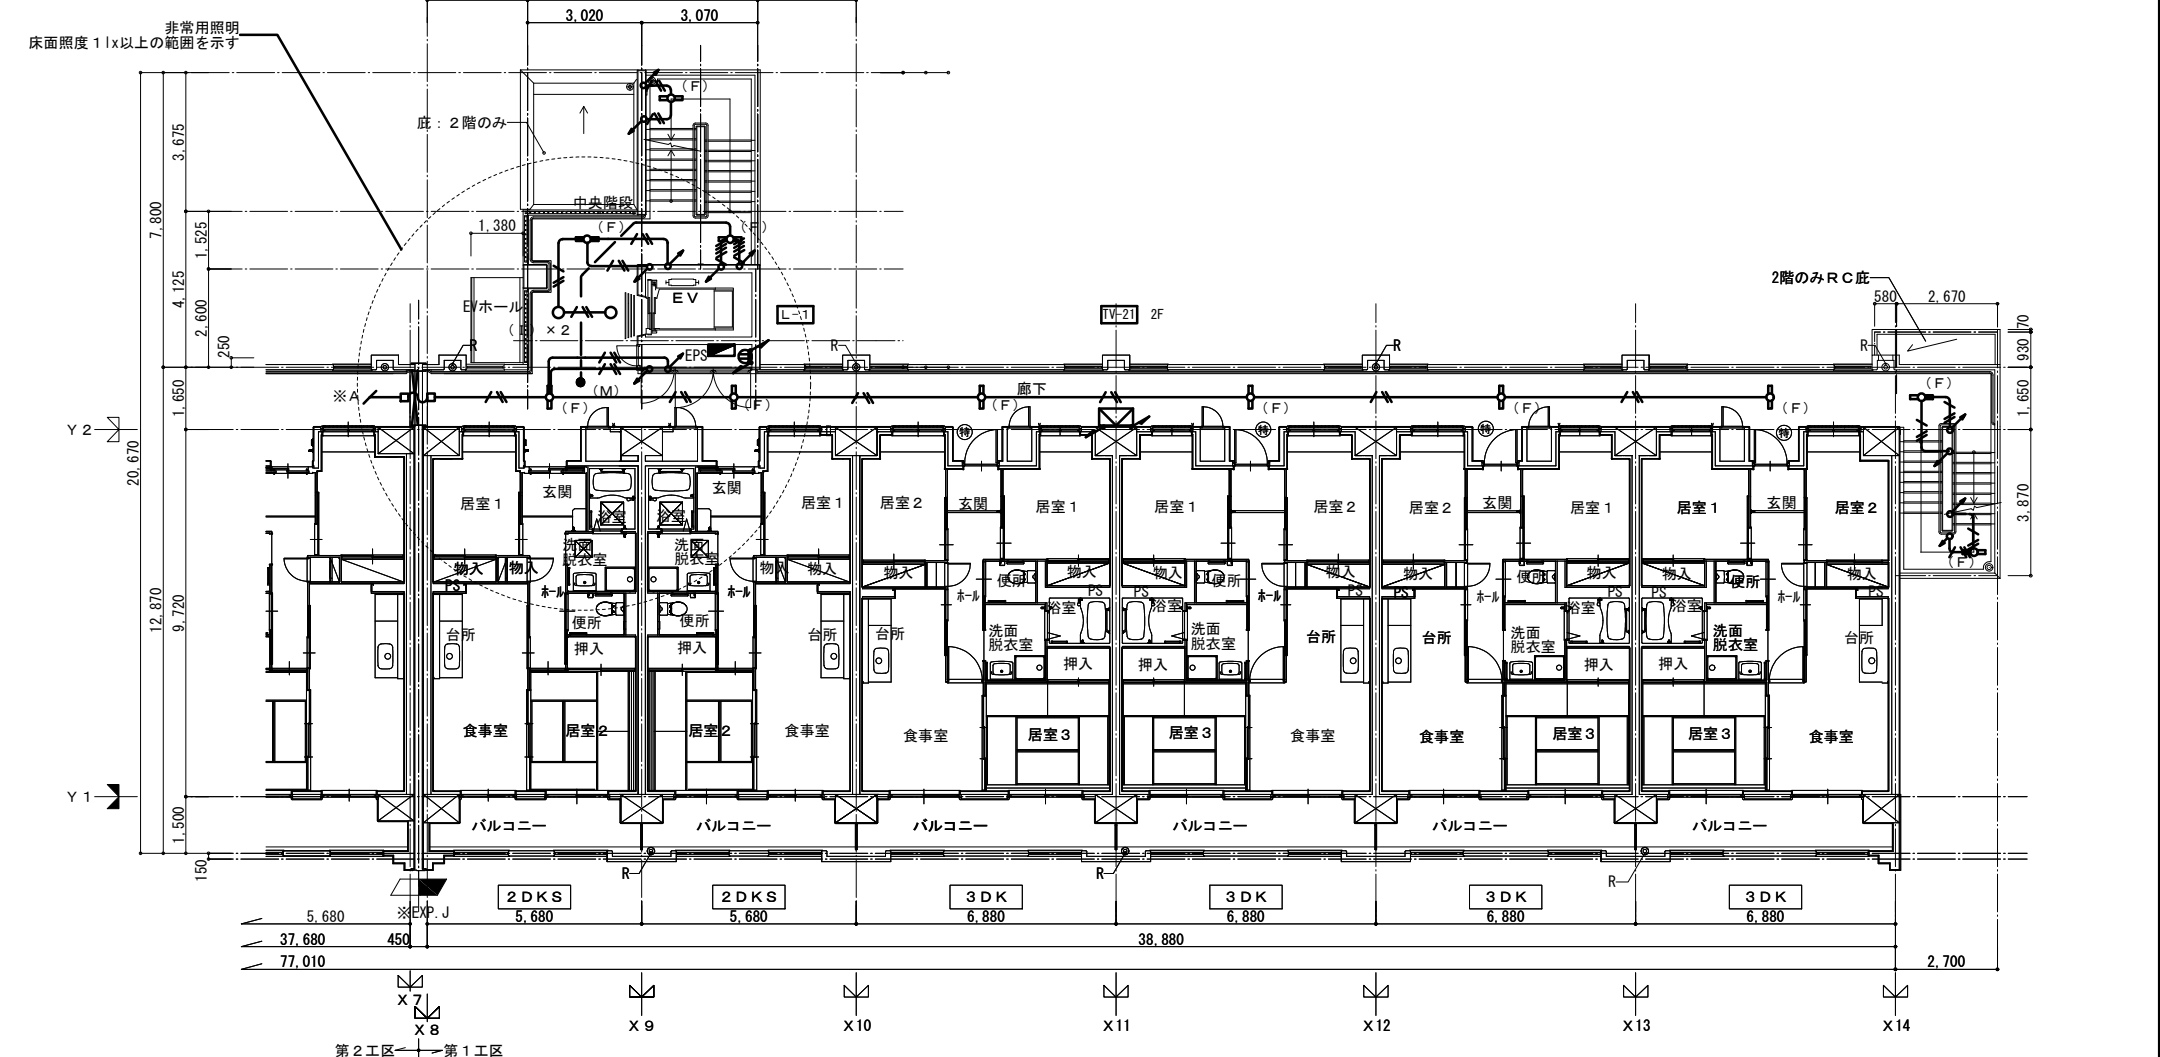 3,020
3,070
非常用照明
床面照度１lx以上の範囲を示す
(Ｆ)
庇：２階のみ
3,675
7,800
中央階段
1,380
(Ｆ)
(Ｆ)
1,525
4,125
2,600
250
EVホール
ＥＶ
×２
Ｌ-1
TV-21
2F
2階のみＲＣ庇
580
2,670
70
930
R
EPS
R
R
R
1,650
※A
(Ｍ)
(Ｆ)
(Ｆ)
(Ｆ)
廊下
(Ｆ)
(Ｆ)
(Ｆ)
(Ｆ)
1,650
Ｙ２
特
特
特
特
20,670
居室１
玄関
浴室
浴室
玄関
居室１
居室２
玄関
居室１
居室１
居室２
居室２
玄関
居室１
居室１
玄関
居室２
3,870
洗面
脱衣室
洗面
脱衣室
(Ｆ)
物入
物入
物入
物入
物入
物入
物入
物入
物入
物入
物入
物入
PS
ﾎｰﾙ
ﾎｰﾙ
ﾎｰﾙ
便所
PS
PS
便所
ﾎｰﾙ
PS
PS
ﾎｰﾙ
便所
PS
PS
便所
ﾎｰﾙ
PS
12,870
9,720
台所
便所
便所
台所
台所
浴室
浴室
浴室
浴室
洗面
脱衣室
洗面
脱衣室
台所
台所
洗面
脱衣室
洗面
脱衣室
台所
押入
押入
押入
押入
押入
押入
食事室
居室２
居室２
食事室
食事室
居室３
居室３
食事室
食事室
居室３
居室３
食事室
Ｙ１
1,500
バルコニー
バルコニー
バルコニー
バルコニー
バルコニー
バルコニー
150
R
R
R
２ＤＫＳ
２ＤＫＳ
３ＤＫ
３ＤＫ
３ＤＫ
３ＤＫ
※EXP.J
5,680
5,680
5,680
6,880
6,880
6,880
6,880
37,680
450
38,880
77,010
2,700
Ｘ７
Ｘ８
Ｘ９
Ｘ10
Ｘ11
Ｘ12
Ｘ13
Ｘ14
第２工区
第１工区